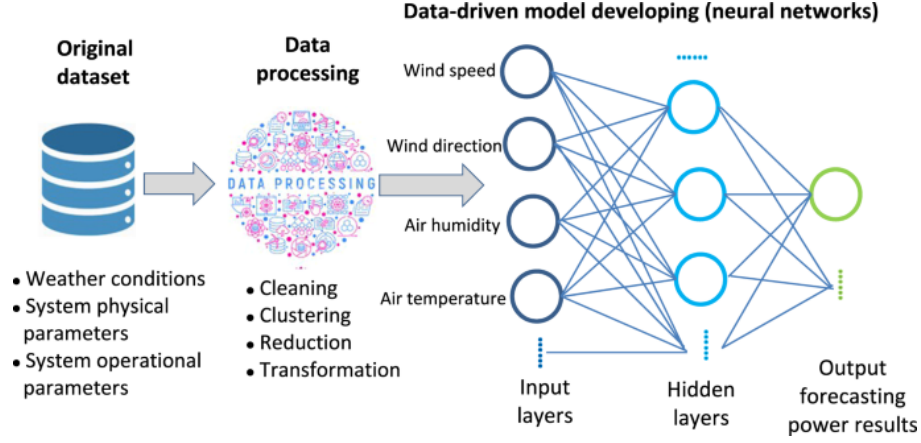 Data-driven model developing (neural networks)
Original
dataset
Data
processing
DATA PROCESSING
• Weather conditions
• System physical
parameters
• System operational
parameters
• Cleaning
• Clustering
• Reduction
• Transformation
Wind speed
Wind direction
Air humidity
Air temperature
Input
layers
Hidden
layers
Output
forecasting
power results